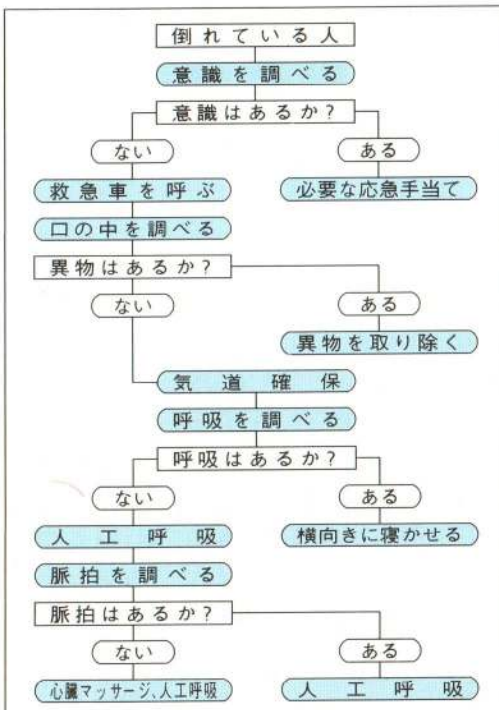 倒れている人
意識を調べる
意識はあるか?
ない
ある
救急車を呼ぶ
必要な応急手当て
口の中を調べる
異物はあるか?
ない
ある
異物を取り除く
気道確保
呼吸を調べる
呼吸はあるか?
ない
ある
人工呼吸
横向きに寝かせる
脈拍を調べる
脈拍はあるか?
ない
ある
心臓マッサージ、人工呼吸
人工呼吸